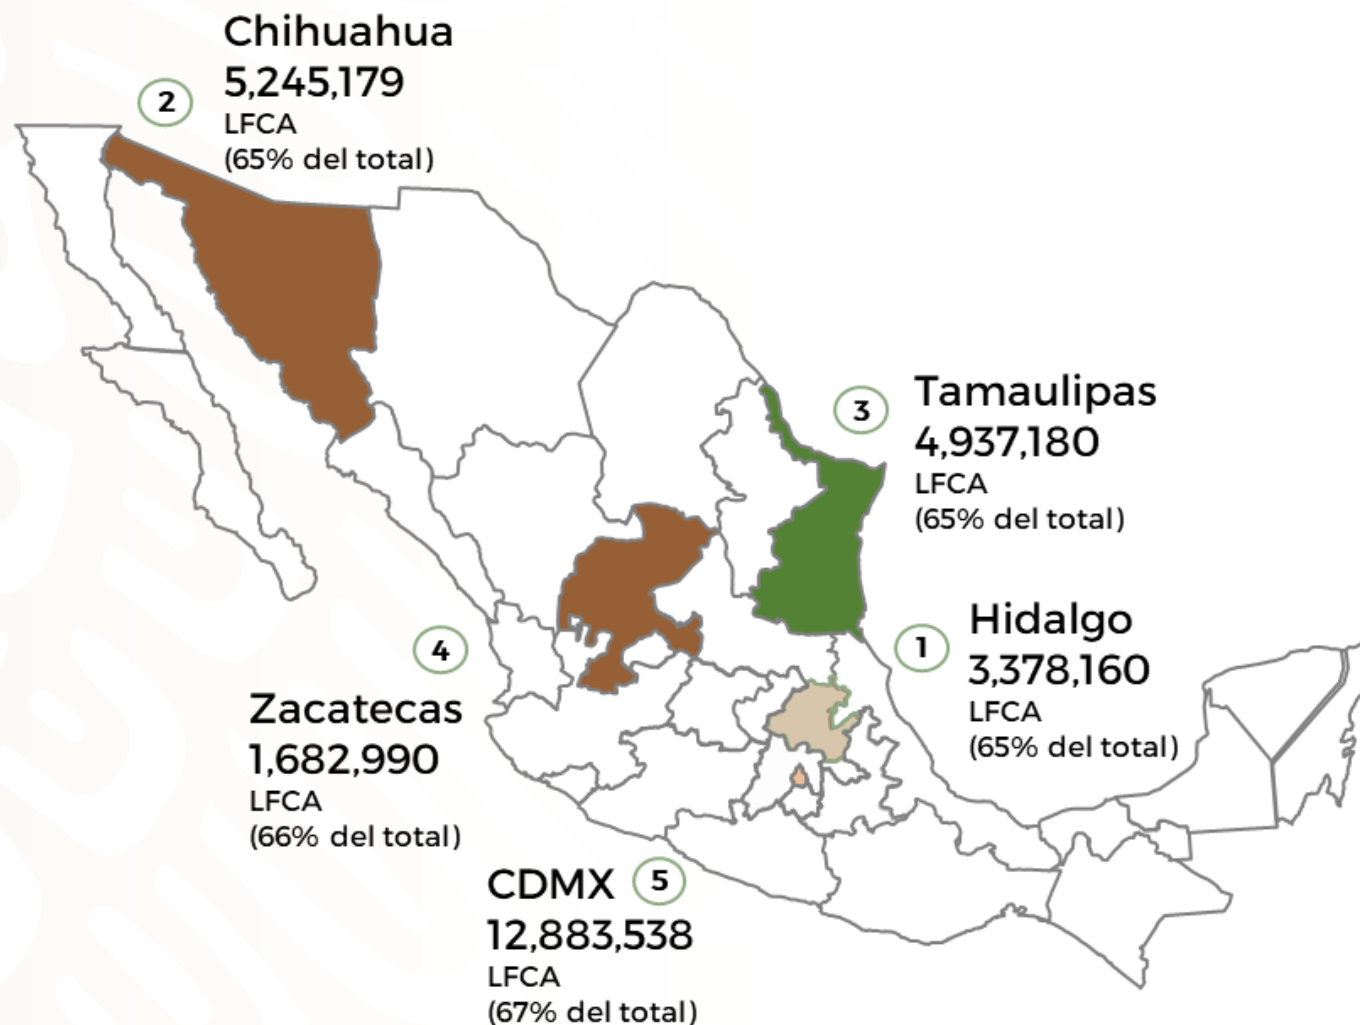 Chihuahua
2
5,245,179
LFCA
(65% del total)
3
Tamaulipas
4,937,180
LFCA
(65% del total)
1
Hidalgo
3,378,160
LFCA
(65% del total)
4
Zacatecas
1,682,990
LFCA
(66% del total)
CDMX 5
12,883,538
LFCA
(67% del total)